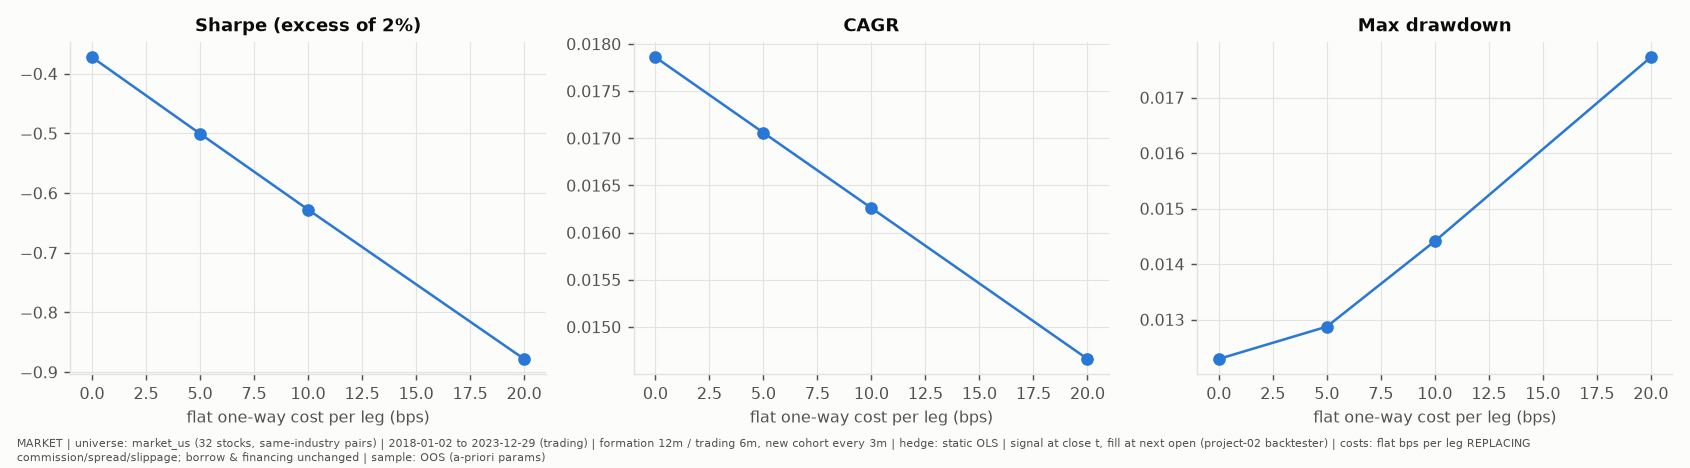 Sharpe (excess of 2%)
−0.4
−0.5
−0.6
−0.7
−0.8
−0.9
0.0 2.5 5.0 7.5 10.0 12.5 15.0 17.5 20.0
flat one-way cost per leg (bps)
CAGR
0.0180
0.0175
0.0170
0.0165
0.0160
0.0155
0.0150
0.0 2.5 5.0 7.5 10.0 12.5 15.0 17.5 20.0
flat one-way cost per leg (bps)
Max drawdown
0.017
0.016
0.015
0.014
0.013
0.0 2.5 5.0 7.5 10.0 12.5 15.0 17.5 20.0
flat one-way cost per leg (bps)
MARKET | universe: market_us (32 stocks, same-industry pairs) | 2018-01-02 to 2023-12-29 (trading) | formation 12m / trading 6m, new cohort every 3m | hedge: static OLS | signal at close t, fill at next open (project-02 backtester) | costs: flat bps per leg REPLACING
commission/spread/slippage; borrow & financing unchanged | sample: OOS (a-priori params)